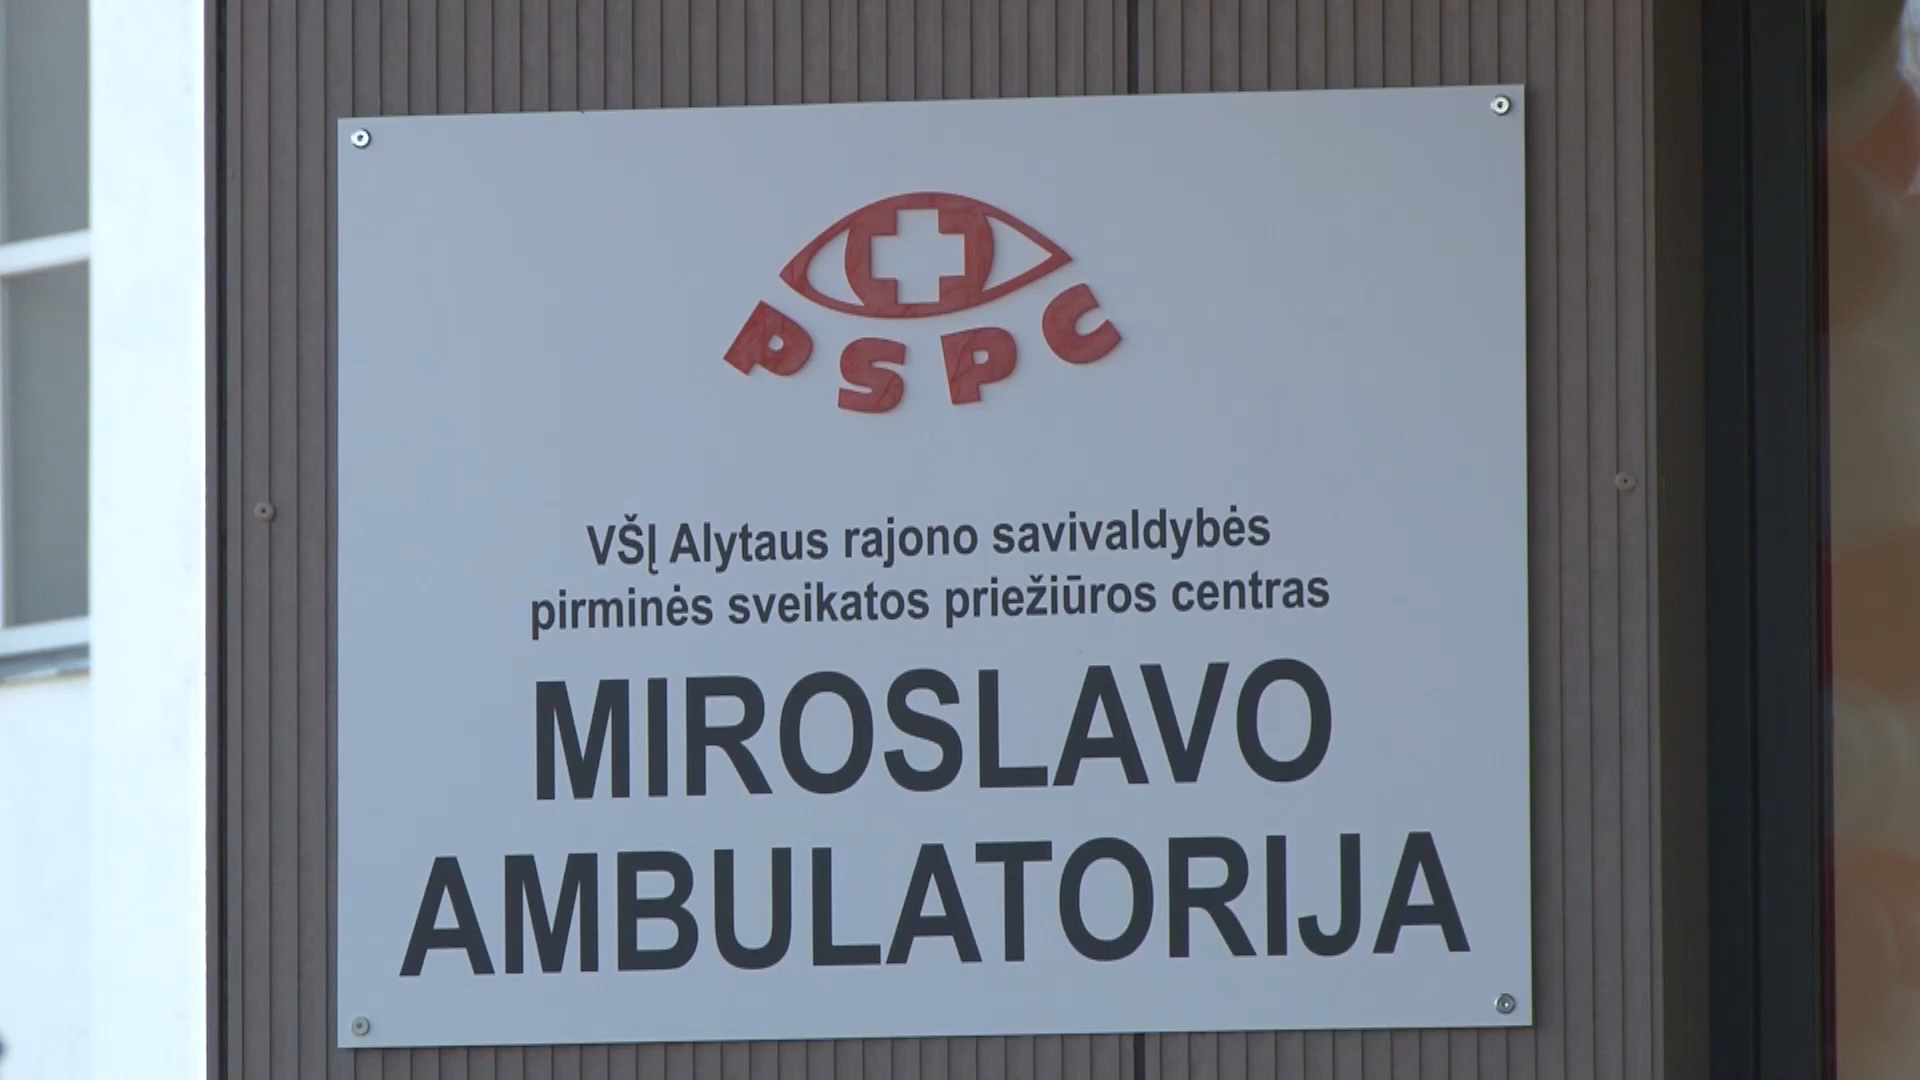 PSPC
VŠĮ Alytaus rajono savivaldybės
pirminės sveikatos priežiūros centras
MIROSLAVO
AMBULATORIJA